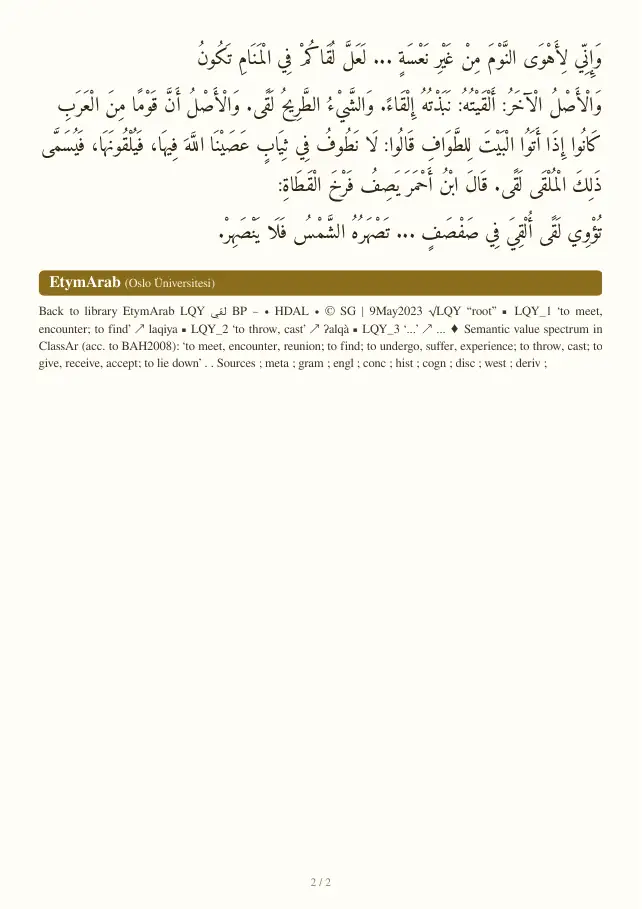 وَإِنِّي لِأَهْوَى النَّوْمَ مِنْ غَيْرِ نَعْسَةٍ ... لَعَلَّ لُقَاكُمْ فِي الْمَنَامِ تَكُونُ
وَالْأَصْلُ الْآخَرُ: أَلْقَيْتُهُ: نَبَذْتُهُ إِلْقَاءً. وَالشَّيْءُ الطَّرِيحُ لَقًى. وَالْأَصْلُ أَنَّ قَوْمًا مِنَ الْعَرَبِ
كَانُوا إِذَا أَتَوُا الْبَيْتَ لِلطَّوَافِ قَالُوا: لَا نَطُوفُ فِي ثِيَابٍ عَصَيْنَا اللَّهَ فِيهَا، فَيُلْقُونَهَا، فَيُسَمَّى
ذَلِكَ الْمُلْقَى لَقًى. قَالَ ابْنُ أَحْمَرَ يَصِفُ فَرْخَ الْقَطَاةِ:
تُؤْوِي لَقًى أُلْقِيَ فِي صَفْصَفٍ ... تَصْهَرُهُ الشَّمْسُ فَلَا يَنْصَهِرْ.
EtymArab (Oslo Üniversitesi)
Back to library EtymArab LQY لقى BP – • HDAL • © SG | 9May2023 √LQY “root” ▪ LQY_1 ‘to meet,
encounter; to find’ ↗ laqiya ▪ LQY_2 ‘to throw, cast’ ↗ ʔalqà ▪ LQY_3 ‘...’ ↗ ... ♦ Semantic value spectrum in
ClassAr (acc. to BAH2008): ‘to meet, encounter, reunion; to find; to undergo, suffer, experience; to throw, cast; to
give, receive, accept; to lie down’ . . Sources ; meta ; gram ; engl ; conc ; hist ; cogn ; disc ; west ; deriv ;
2 / 2